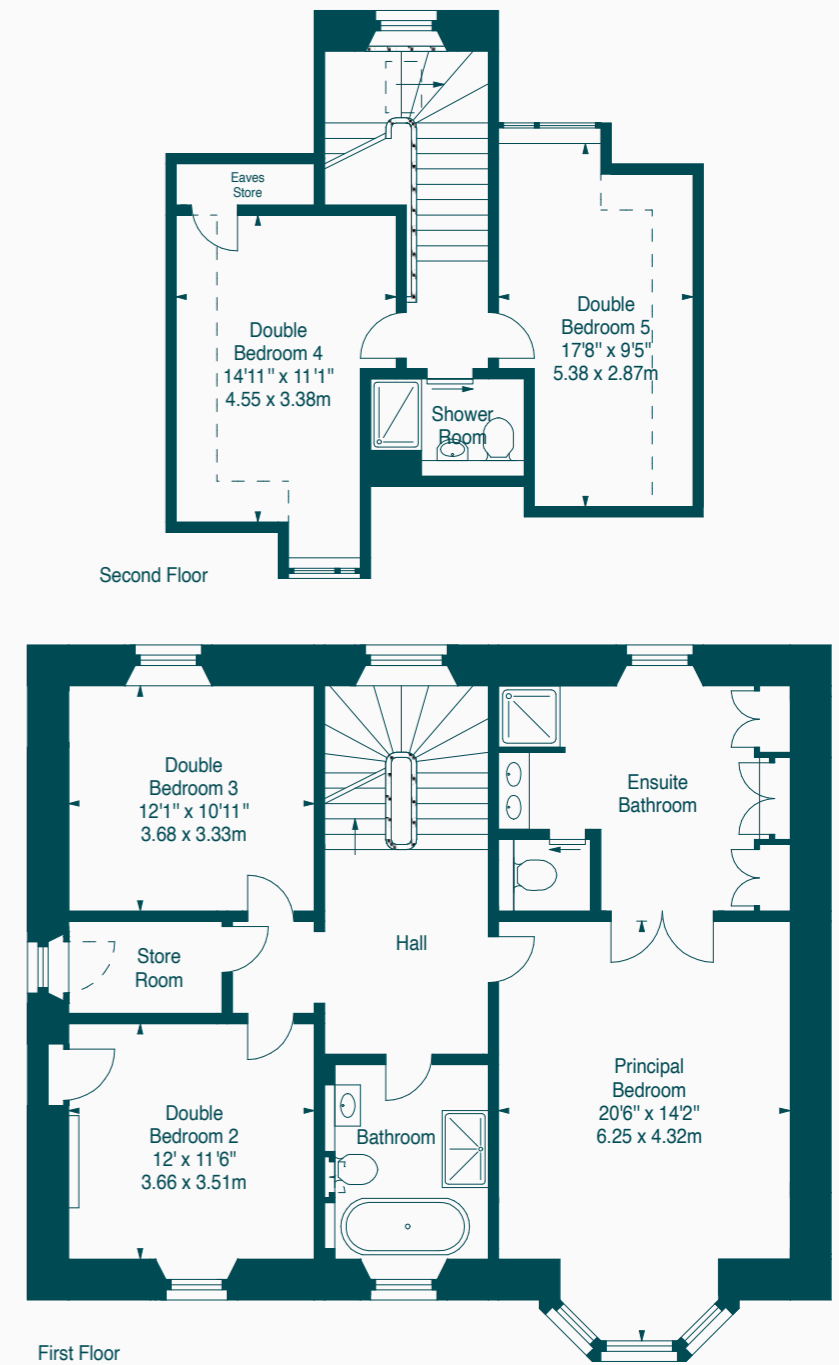 Eaves
Store
Double
Bedroom 4
14'11" x 11'1"
4.55 x 3.38m
Double
Bedroom 5
17'8" x 9'5"
5.38 x 2.87m
Shower
Room
Second Floor
Double
Bedroom 3
12'1" x 10'11"
3.68 x 3.33m
Ensuite
Bathroom
Store
Room
Hall
Principal
Bedroom
20'6" x 14'2"
6.25 x 4.32m
Double
Bedroom 2
12' x 11'6"
3.66 x 3.51m
Bathroom
First Floor